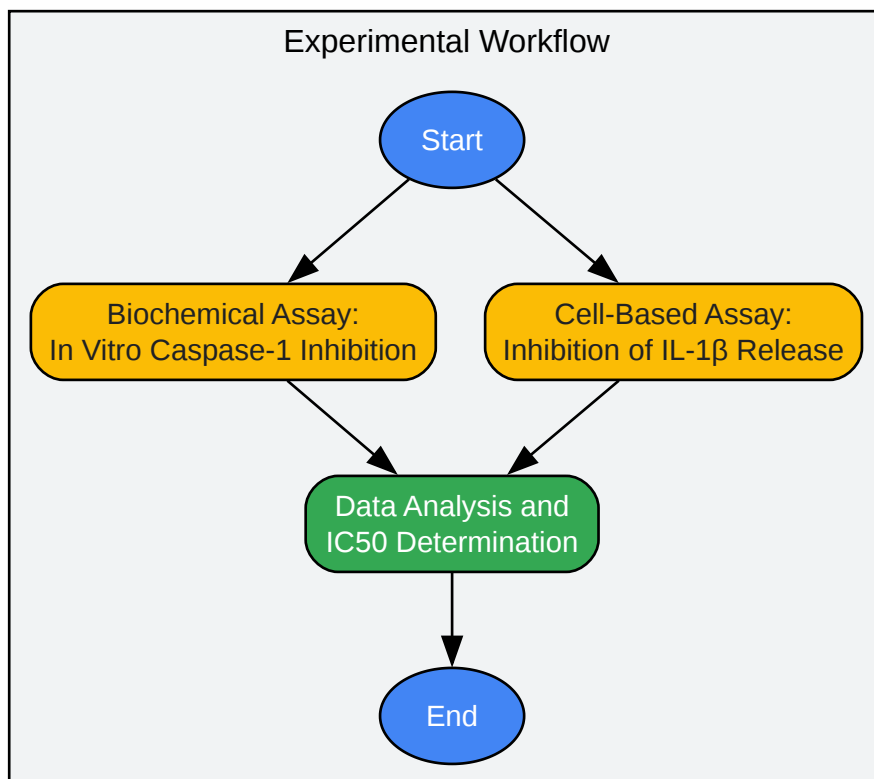 Experimental Workflow
Start
Biochemical Assay:
In Vitro Caspase-1 Inhibition
Cell-Based Assay:
Inhibition of IL-1β Release
Data Analysis and
IC50 Determination
End